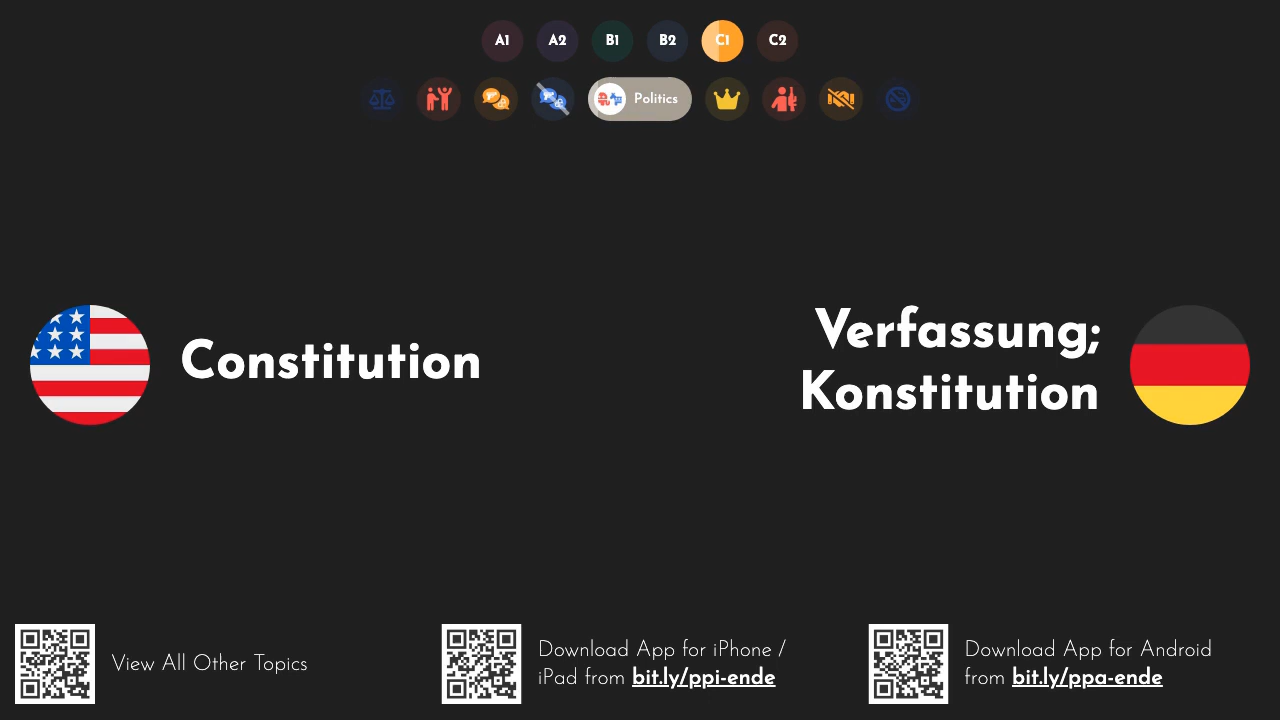 A1 A2 B1 B2 C1 C2
Politics
Constitution
Verfassung;
Konstitution
View All Other Topics
Download App for iPhone /
iPad from bit.ly/ppi-ende
Download App for Android
from bit.ly/ppa-ende